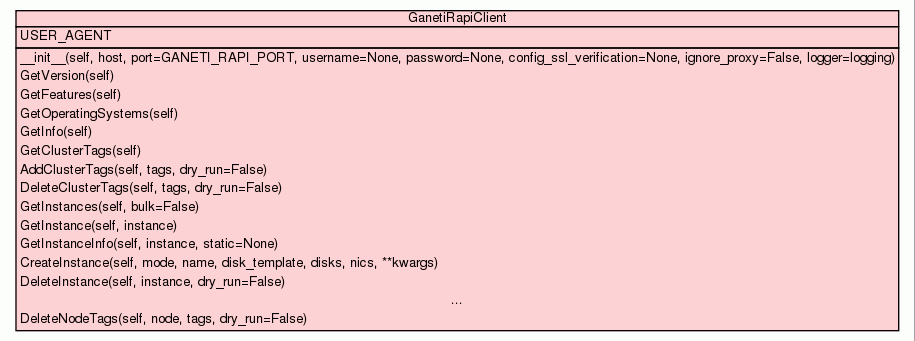 GanetiRapiClient
USER_AGENT
__init__(self, host, port=GANETI_RAPI_PORT, username=None, password=None, config_ssl_verification=None, ignore_proxy=False, logger=logging)
GetVersion(self)
GetFeatures(self)
GetOperatingSystems(self)
GetInfo(self)
GetClusterTags(self)
AddClusterTags(self, tags, dry_run=False)
DeleteClusterTags(self, tags, dry_run=False)
GetInstances(self, bulk=False)
GetInstance(self, instance)
GetInstanceInfo(self, instance, static=None)
CreateInstance(self, mode, name, disk_template, disks, nics, **kwargs)
DeleteInstance(self, instance, dry_run=False)
...
DeleteNodeTags(self, node, tags, dry_run=False)